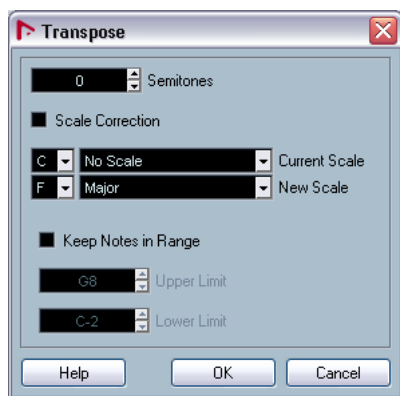 Transpose
0 Semitones
Scale Correction
C No Scale Current Scale
F Major New Scale
Keep Notes in Range
G8 Upper Limit
C-2 Lower Limit
Help OK Cancel